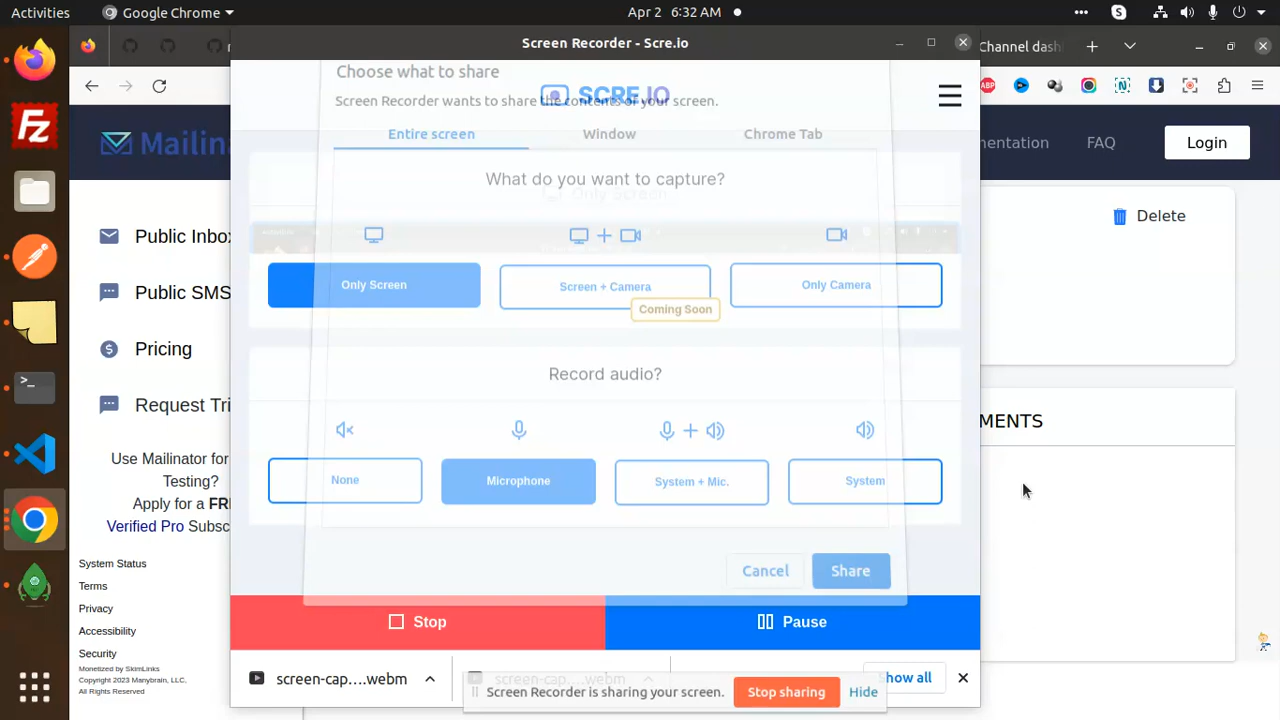 Activities
Google Chrome
Apr 2 6:32 AM
Screen Recorder - Scre.io
Channel dash
Choose what to share
SCRE.IO
Screen Recorder wants to share the contents of your screen.
Entire screen
Window
Chrome Tab
Mailina
mentation
FAQ
Login
What do you want to capture?
Only Screen
Delete
Public Inbo
Public SMS
Pricing
Request Tri
Only Screen
Screen + Camera
Only Camera
Coming Soon
Record audio?
MENTS
None
Microphone
System + Mic.
System
Use Mailinator for
Testing?
Apply for a FR
Verified Pro Subsc
System Status
Terms
Privacy
Accessibility
Security
Monetized by SkimLinks
Copyright 2023 Manybrain, LLC,
All Rights Reserved
Cancel
Share
Stop
Pause
screen-cap....webm
screen-cap....webm
Show all
Screen Recorder is sharing your screen.
Stop sharing
Hide